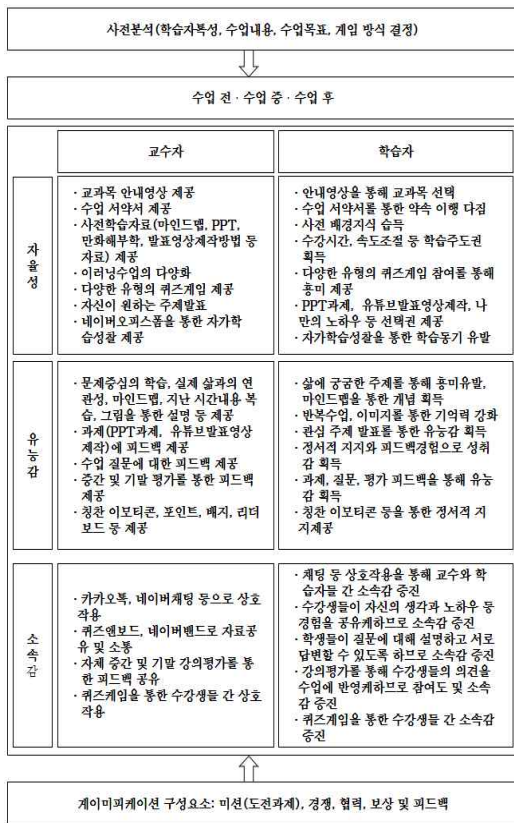 사전분석(학습자특성, 수업내용, 수업목표, 게임 방식 결정)
수업 전 · 수업 중 · 수업 후
교수자
학습자
자율성
· 교과목 안내영상 제공
· 수업 서약서 제공
· 사전학습자료(마인드맵, PPT,
만화해부학, 발표영상제작방법 등
자료) 제공
· 이러닝수업의 다양화
· 다양한 유형의 퀴즈게임 제공
· 자신이 원하는 주제발표
· 네이버오피스폼을 통한 자가학
습성찰 제공
· 안내영상을 통해 교과목 선택
· 수업 서약서를 통한 약속 이행 다짐
· 사전 배경지식 습득
· 수강시간, 속도조절 등 학습주도권
획득
· 다양한 유형의 퀴즈게임 참여를 통해
흥미 제공
· PPT과제, 유튜브발표영상제작, 나
만의 노하우 등 선택권 제공
· 자가학습성찰을 통한 학습동기 유발
유능감
· 문제중심의 학습, 실제 삶과의 연
관성, 마인드맵, 지난 시간내용 복
습, 그림을 통한 설명 등 제공
· 과제(PPT과제, 유튜브발표영상
제작)에 피드백 제공
· 수업 질문에 대한 피드백 제공
· 중간 및 기말 평가를 통한 피드백
제공
· 칭찬 이모티콘, 포인트, 배지, 리더
보드 등 제공
· 삶에 궁금한 주제를 통해 흥미유발,
마인드맵을 통한 개념 획득
· 반복수업, 이미지를 통한 기억력 강화
· 관심 주제 발표를 통한 유능감 획득
· 정서적 지지와 피드백경험으로 성취
감 획득
· 과제, 질문, 평가 피드백을 통해 유능
감 획득
· 칭찬 이모티콘 등을 통한 정서적 지
지제공
소속감
· 카카오톡, 네이버채팅 등으로 상호
작용
· 퀴즈앤보드, 네이버밴드로 자료공
유 및 소통
· 자체 중간 및 기말 강의평가를 통
한 피드백 공유
· 퀴즈게임을 통한 수강생들 간 상호
작용
· 채팅 등 상호작용을 통해 교수와 학
습자들 간 소속감 증진
· 수강생들이 자신의 생각과 노하우 등
경험을 공유케하므로 소속감 증진
· 학생들이 질문에 대해 설명하고 서로
답변할 수 있도록 하므로 소속감 증진
· 강의평가를 통해 수강생들의 의견을
수업에 반영케하므로 참여도 및 소속
감 증진
· 퀴즈게임을 통한 수강생들 간 소속감
증진
게이미피케이션 구성요소: 미션(도전과제), 경쟁, 협력, 보상 및 피드백